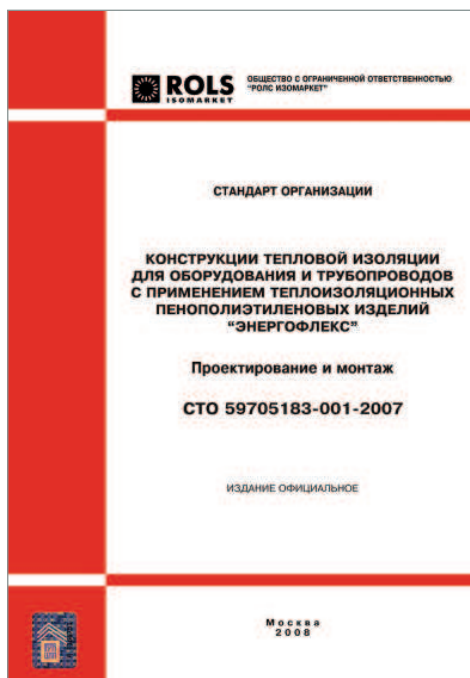 ROLS
ISOMARKET
ОБЩЕСТВО С ОГРАНИЧЕННОЙ ОТВЕТСТВЕННОСТЬЮ
"РОЛС ИЗОМАРКЕТ"
СТАНДАРТ ОРГАНИЗАЦИИ
КОНСТРУКЦИИ ТЕПЛОВОЙ ИЗОЛЯЦИИ
ДЛЯ ОБОРУДОВАНИЯ И ТРУБОПРОВОДОВ
С ПРИМЕНЕНИЕМ ТЕПЛОИЗОЛЯЦИОННЫХ
ПЕНОПОЛИЭТИЛЕНОВЫХ ИЗДЕЛИЙ
"ЭНЕРГОФЛЕКС"
Проектирование и монтаж
СТО 59705183-001-2007
ИЗДАНИЕ ОФИЦИАЛЬНОЕ
Москва
2008